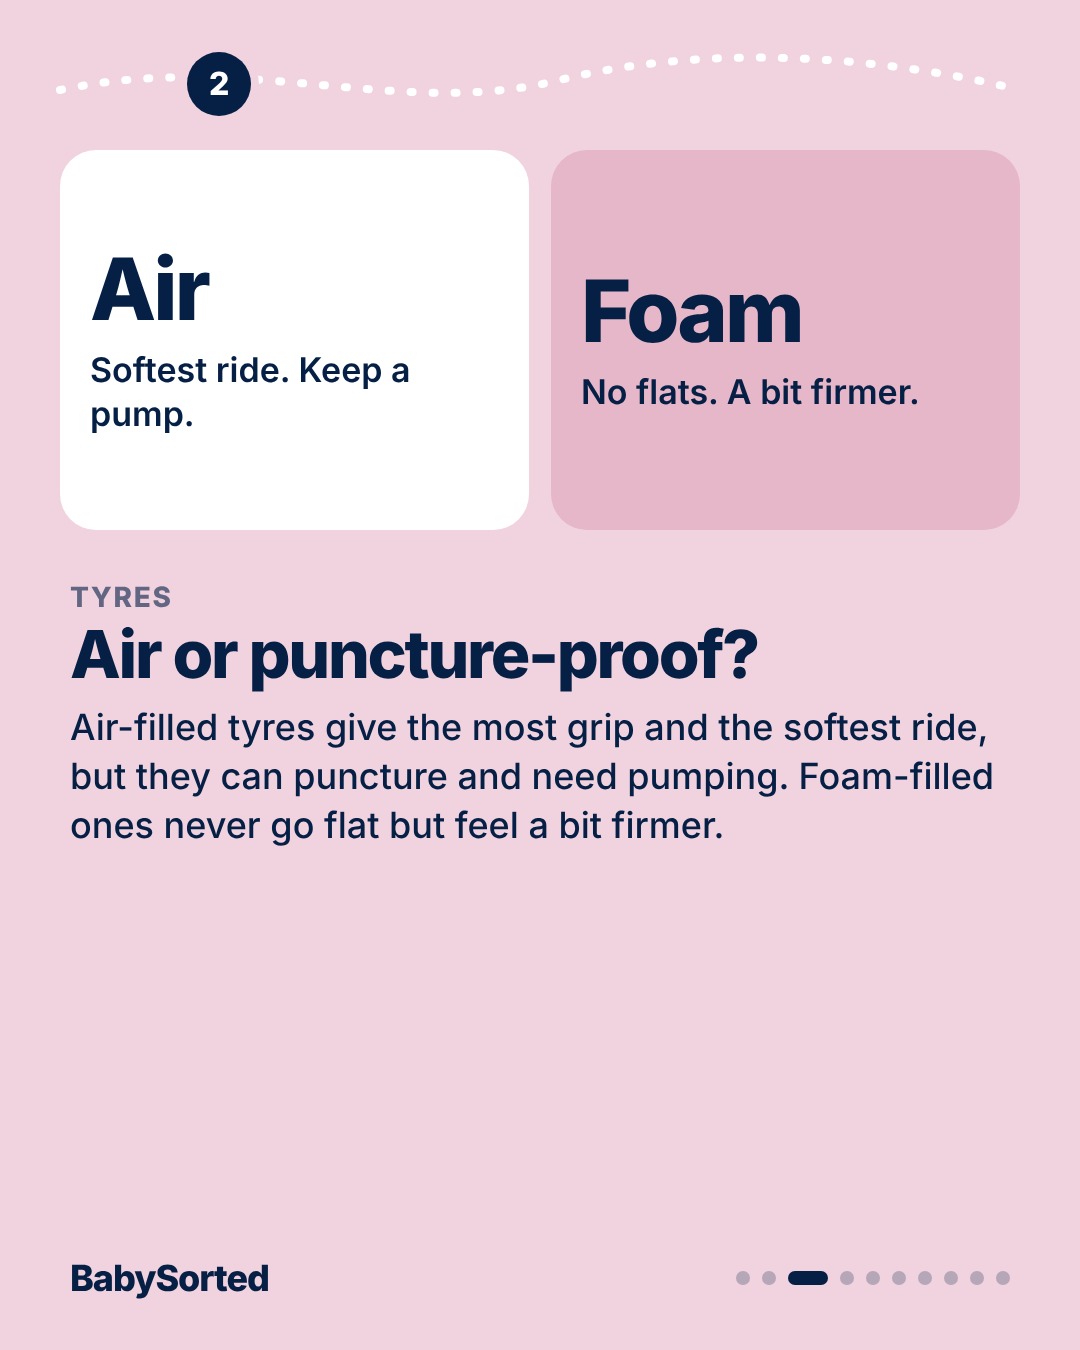 2
Air
Softest ride. Keep a
pump.
Foam
No flats. A bit firmer.
TYRES
Air or puncture-proof?
Air-filled tyres give the most grip and the softest ride,
but they can puncture and need pumping. Foam-filled
ones never go flat but feel a bit firmer.
BabySorted